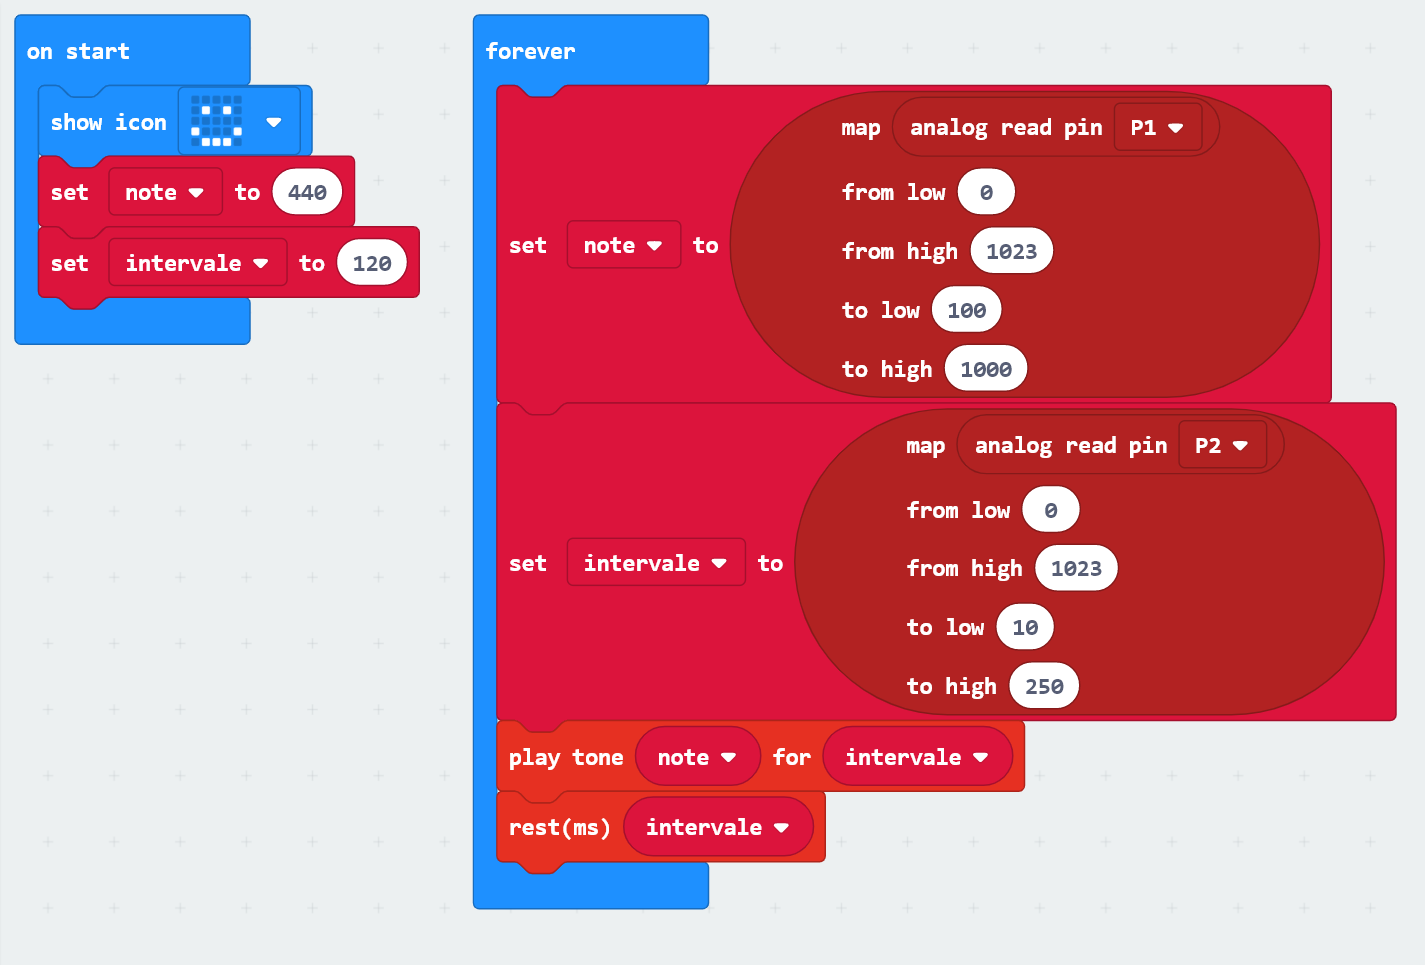 on start
show icon
set note to 440
set intervale to 120
forever
set note to
map analog read pin P1
from low 0
from high 1023
to low 100
to high 1000
set intervale to
map analog read pin P2
from low 0
from high 1023
to low 10
to high 250
play tone note for intervale
rest(ms) intervale